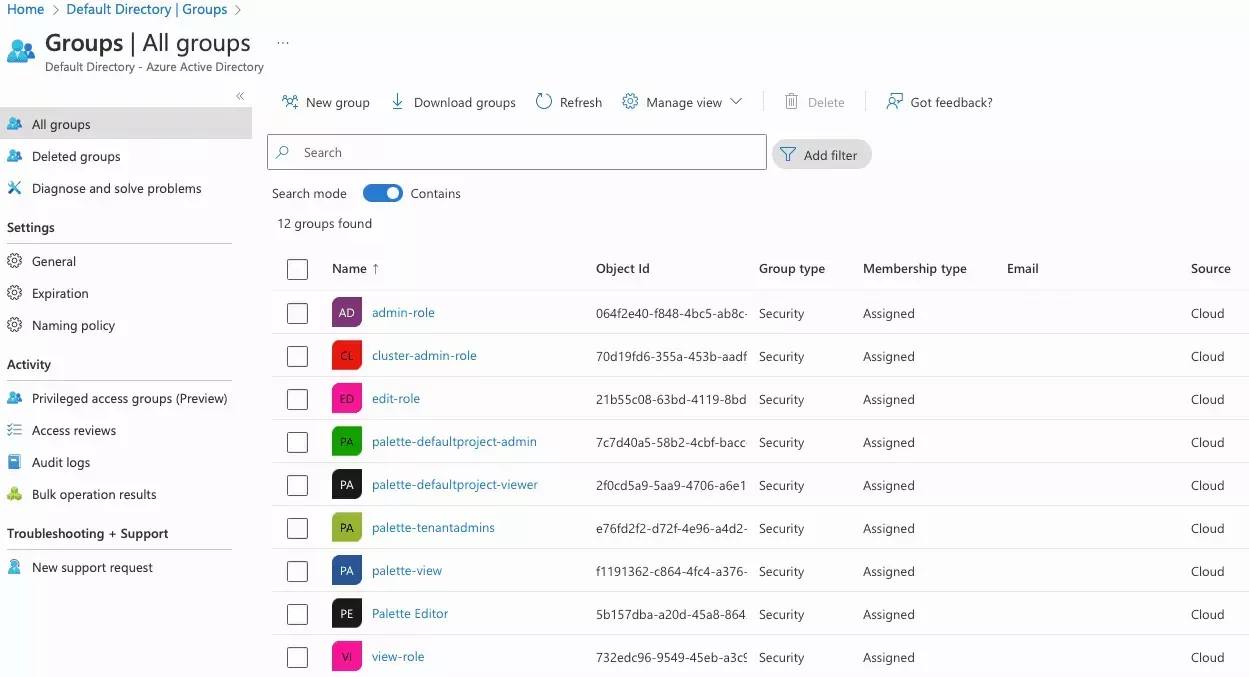 Home > Default Directory | Groups >
Groups | All groups ...
Default Directory - Azure Active Directory
«
All groups
Deleted groups
Diagnose and solve problems
Settings
General
Expiration
Naming policy
Activity
Privileged access groups (Preview)
Access reviews
Audit logs
Bulk operation results
Troubleshooting + Support
New support request
New group Download groups Refresh Manage view Delete Got feedback?
Search Add filter
Search mode Contains
12 groups found
Name ↑ Object Id Group type Membership type Email Source
AD admin-role 064f2e40-f848-4bc5-ab8c- Security Assigned Cloud
CL cluster-admin-role 70d19fd6-355a-453b-aadf Security Assigned Cloud
ED edit-role 21b55c08-63bd-4119-8bd Security Assigned Cloud
PA palette-defaultproject-admin 7c7d40a5-58b2-4cbf-bacc Security Assigned Cloud
PA palette-defaultproject-viewer 2f0cd5a9-5aa9-4706-a6e1 Security Assigned Cloud
PA palette-tenantadmins e76fd2f2-d72f-4e96-a4d2- Security Assigned Cloud
PA palette-view f1191362-c864-4fc4-a376- Security Assigned Cloud
PE Palette Editor 5b157dba-a20d-45a8-864 Security Assigned Cloud
VI view-role 732edc96-9549-45eb-a3c9 Security Assigned Cloud